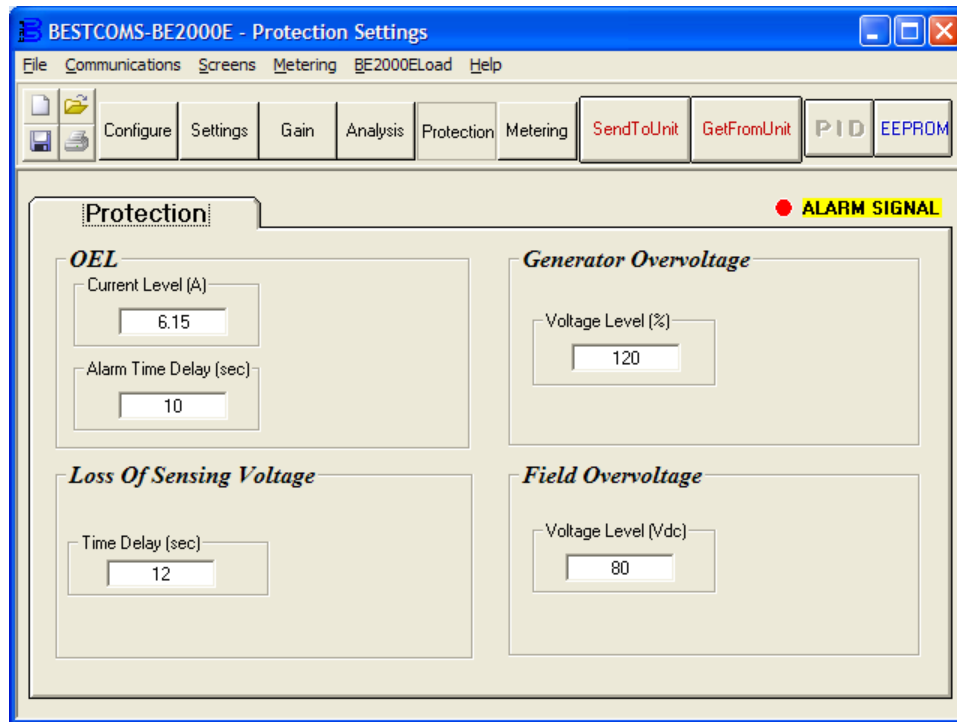 BESTCOMS-BE2000E - Protection Settings
File Communications Screens Metering BE2000ELoad Help
Configure Settings Gain Analysis Protection Metering SendToUnit GetFromUnit PID EEPROM
Protection
ALARM SIGNAL
OEL
Current Level (A)
6.15
Alarm Time Delay (sec)
10
Generator Overvoltage
Voltage Level (%)
120
Loss Of Sensing Voltage
Time Delay (sec)
12
Field Overvoltage
Voltage Level (Vdc)
80